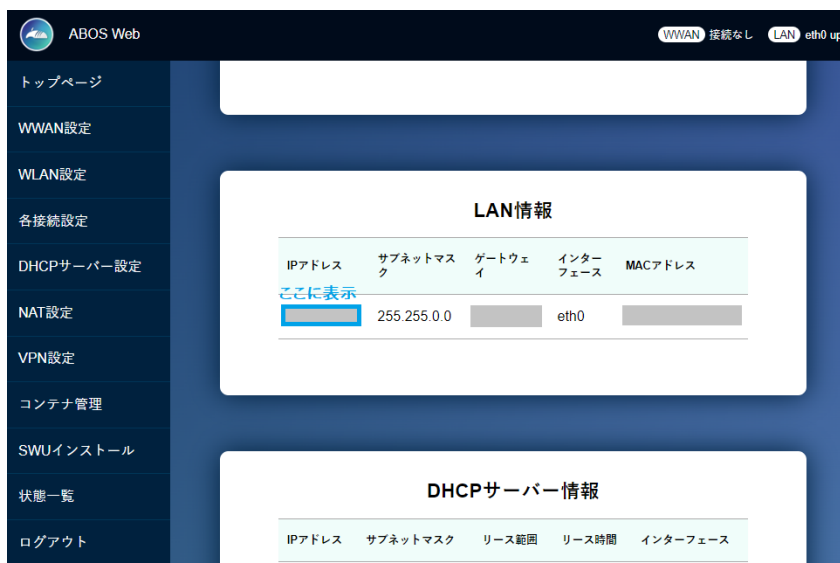 ABOS Web
WWAN 接続なし LAN eth0 up
トップページ
WWAN設定
WLAN設定
各接続設定
DHCPサーバー設定
NAT設定
VPN設定
コンテナ管理
SWUインストール
状態一覧
ログアウト
LAN情報
IPアドレス サブネットマス ゲートウェ インター MACアドレス
ク イ フェース
ここに表示
255.255.0.0 eth0
DHCPサーバー情報
IPアドレス サブネットマスク リース範囲 リース時間 インターフェース